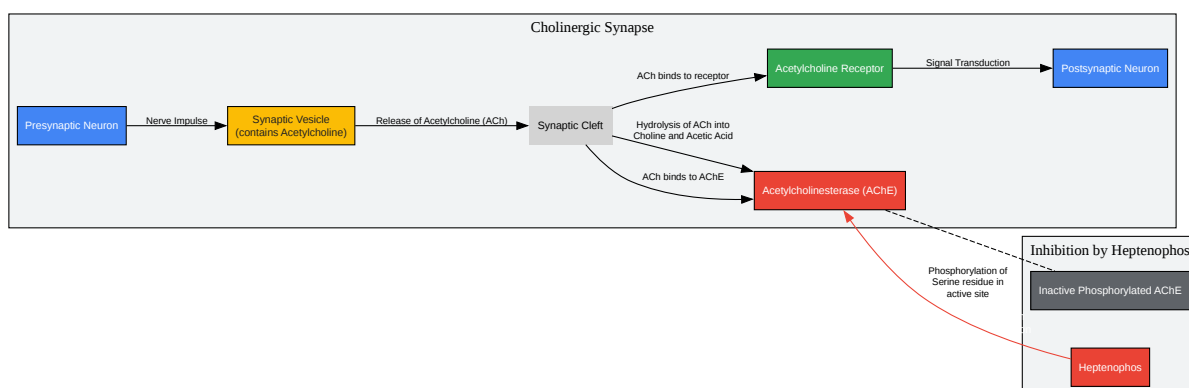 Cholinergic Synapse
Presynaptic Neuron
Nerve Impulse
Synaptic Vesicle
(contains Acetylcholine)
Release of Acetylcholine (ACh)
Synaptic Cleft
ACh binds to receptor
Acetylcholine Receptor
Signal Transduction
Postsynaptic Neuron
Hydrolysis of ACh into
Choline and Acetic Acid
ACh binds to AChE
Acetylcholinesterase (AChE)
Inhibition by Heptenophos
Phosphorylation of
Serine residue in
active site
Inactive Phosphorylated AChE
Heptenophos